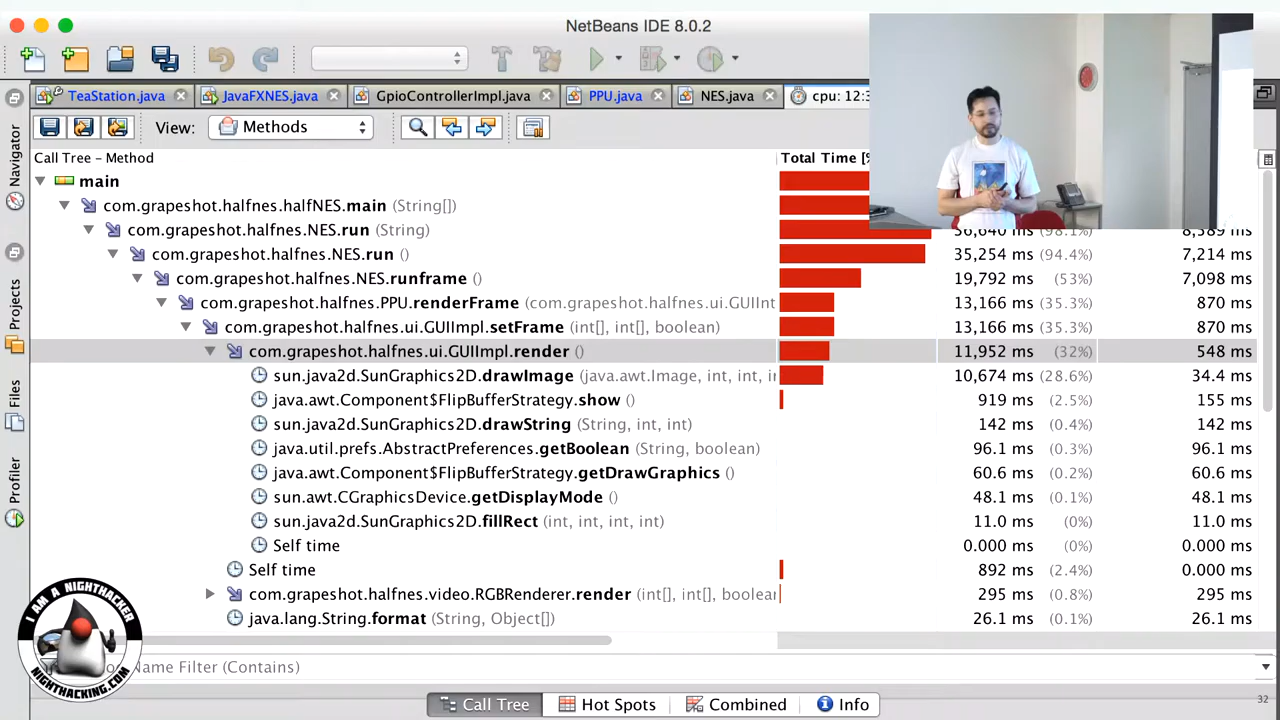 NetBeans IDE 8.0.2
TeaStation.java
JavaFXNES.java
GpioControllerImpl.java
PPU.java
NES.java
cpu: 12:3
View:
Methods
Call Tree - Method
Total Time [%
main
com.grapeshot.halfnes.halfNES.main (String[])
com.grapeshot.halfnes.NES.run (String) 36,640 ms (98.1%) 8,389 ms
com.grapeshot.halfnes.NES.run () 35,254 ms (94.4%) 7,214 ms
com.grapeshot.halfnes.NES.runframe () 19,792 ms (53%) 7,098 ms
com.grapeshot.halfnes.PPU.renderFrame (com.grapeshot.halfnes.ui.GUIInt 13,166 ms (35.3%) 870 ms
com.grapeshot.halfnes.ui.GUIImpl.setFrame (int[], int[], boolean) 13,166 ms (35.3%) 870 ms
com.grapeshot.halfnes.ui.GUIImpl.render () 11,952 ms (32%) 548 ms
sun.java2d.SunGraphics2D.drawImage (java.awt.Image, int, int, i 10,674 ms (28.6%) 34.4 ms
java.awt.Component$FlipBufferStrategy.show () 919 ms (2.5%) 155 ms
sun.java2d.SunGraphics2D.drawString (String, int, int) 142 ms (0.4%) 142 ms
java.util.prefs.AbstractPreferences.getBoolean (String, boolean) 96.1 ms (0.3%) 96.1 ms
java.awt.Component$FlipBufferStrategy.getDrawGraphics () 60.6 ms (0.2%) 60.6 ms
sun.awt.CGraphicsDevice.getDisplayMode () 48.1 ms (0.1%) 48.1 ms
sun.java2d.SunGraphics2D.fillRect (int, int, int, int) 11.0 ms (0%) 11.0 ms
Self time 0.000 ms (0%) 0.000 ms
Self time 892 ms (2.4%) 0.000 ms
com.grapeshot.halfnes.video.RGBRenderer.render (int[], int[], boolean 295 ms (0.8%) 295 ms
java.lang.String.format (String, Object[]) 26.1 ms (0.1%) 26.1 ms
Name Filter (Contains)
Call Tree
Hot Spots
Combined
Info
32
Navigator
Projects
Files
Profiler
I AM A NIGHTHACKER
NIGHTHACKING.COM